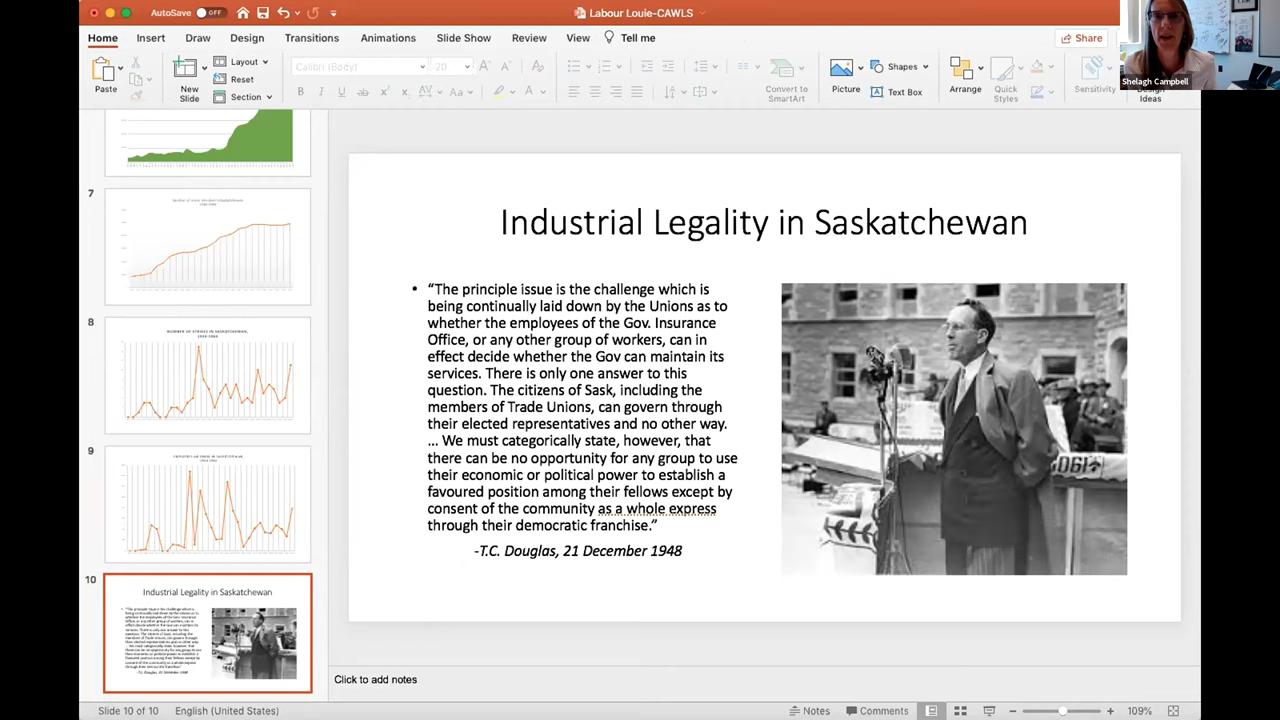 AutoSave OFF
Labour Louie-CAWLS
Home Insert Draw Design Transitions Animations Slide Show Review View Tell me
Share
Paste
New
Slide
Layout
Reset
Section
Calibri (Body) 20
Convert to
SmartArt
Picture
Shapes
Text Box
Arrange
Quick
Styles
Sensitivity
Design
Ideas
Shelagh Campbell
7
8
NUMBER OF STRIKES IN SASKATCHEWAN,
9
10
Industrial Legality in Saskatchewan
Industrial Legality in Saskatchewan
• “The principle issue is the challenge which is
being continually laid down by the Unions as to
whether the employees of the Gov. Insurance
Office, or any other group of workers, can in
effect decide whether the Gov can maintain its
services. There is only one answer to this
question. The citizens of Sask, including the
members of Trade Unions, can govern through
their elected representatives and no other way.
... We must categorically state, however, that
there can be no opportunity for any group to use
their economic or political power to establish a
favoured position among their fellows except by
consent of the community as a whole express
through their democratic franchise.”
-T.C. Douglas, 21 December 1948
Click to add notes
Slide 10 of 10 English (United States)
Notes Comments 109%